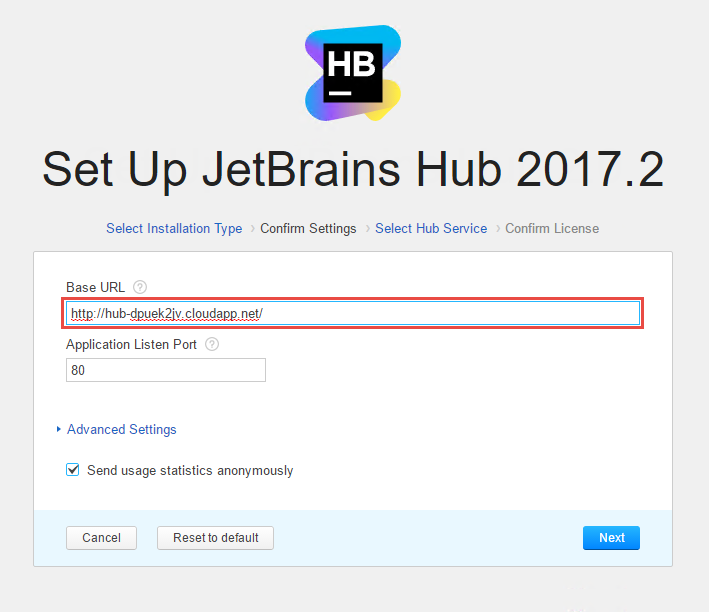 HB
Set Up JetBrains Hub 2017.2
Select Installation Type › Confirm Settings › Select Hub Service › Confirm License
Base URL ?
http://hub-dpuek2jv.cloudapp.net/
Application Listen Port ?
80
Advanced Settings
Send usage statistics anonymously
Cancel Reset to default Next